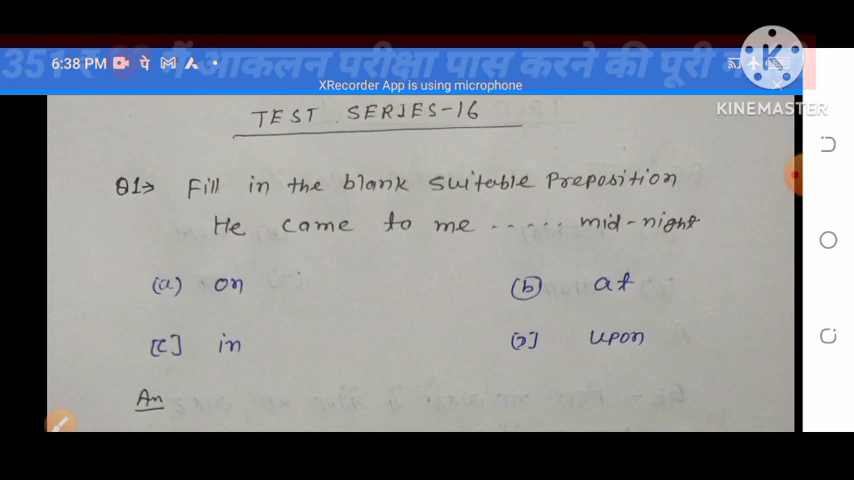 351 र में आकलन परीक्षा पास करने की पूरी
6:38 PM
XRecorder App is using microphone
KINEMASTER
TEST SERIES-16
Q1→ Fill in the blank suitable Preposition
He came to me ..... mid-night
(a) on (b) at
[C] in [D] upon
An